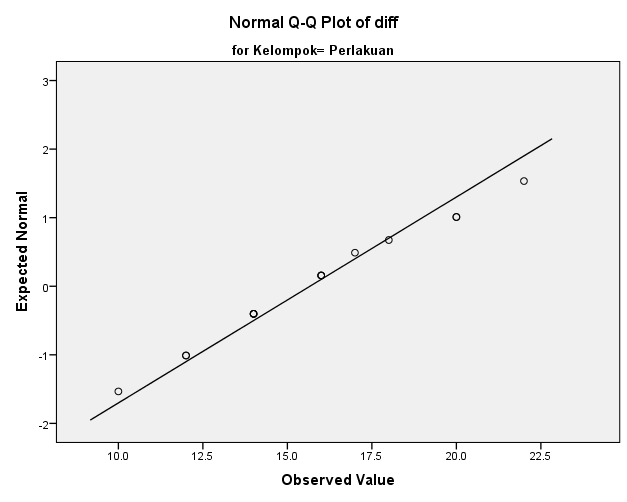 Normal Q-Q Plot of diff
for Kelompok= Perlakuan
3
2
1
0
-1
-2
Expected Normal
10.0 12.5 15.0 17.5 20.0 22.5
Observed Value